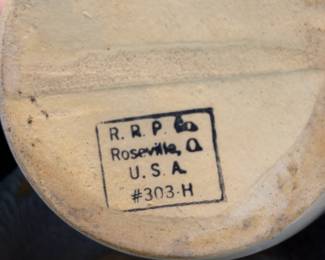 R. R. P. Co
Roseville, O.
U. S. A.
#303-H